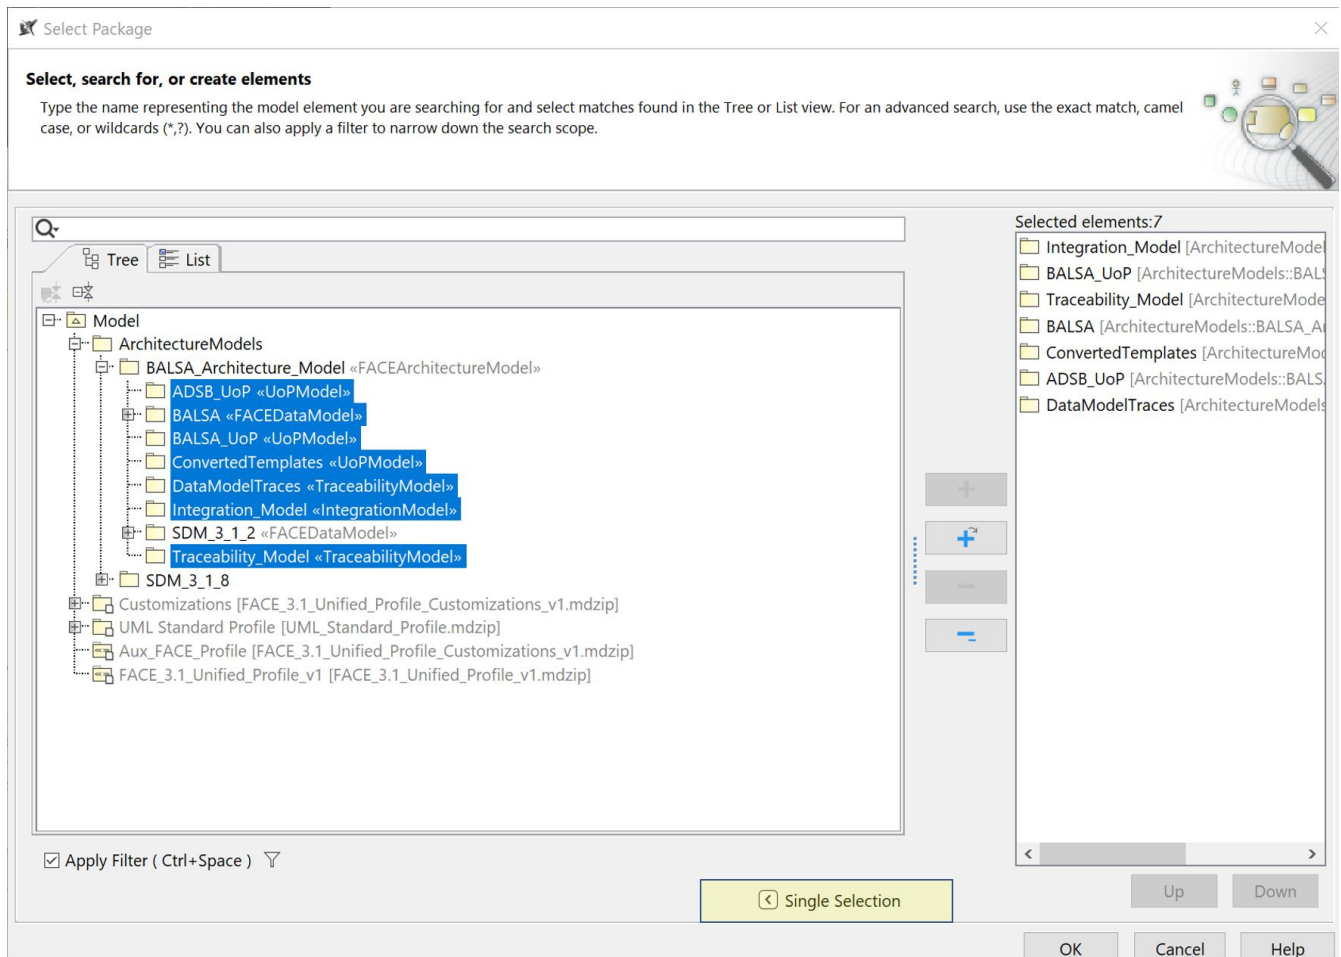 Select Package
Select, search for, or create elements
Type the name representing the model element you are searching for and select matches found in the Tree or List view. For an advanced search, use the exact match, camel
case, or wildcards (*,?). You can also apply a filter to narrow down the search scope.
Tree
List
Model
ArchitectureModels
BALSA_Architecture_Model «FACEArchitectureModel»
ADSB_UoP «UoPModel»
BALSA «FACEDataModel»
BALSA_UoP «UoPModel»
ConvertedTemplates «UoPModel»
DataModelTraces «TraceabilityModel»
Integration_Model «IntegrationModel»
SDM_3_1_2 «FACEDataModel»
Traceability_Model «TraceabilityModel»
SDM_3_1_8
Customizations [FACE_3.1_Unified_Profile_Customizations_v1.mdzip]
UML Standard Profile [UML_Standard_Profile.mdzip]
Aux_FACE_Profile [FACE_3.1_Unified_Profile_Customizations_v1.mdzip]
FACE_3.1_Unified_Profile_v1 [FACE_3.1_Unified_Profile_v1.mdzip]
Apply Filter ( Ctrl+Space )
Single Selection
Selected elements:7
Integration_Model [ArchitectureModel
BALSA_UoP [ArchitectureModels::BALS
Traceability_Model [ArchitectureMode
BALSA [ArchitectureModels::BALSA_Ar
ConvertedTemplates [ArchitectureMod
ADSB_UoP [ArchitectureModels::BALS
DataModelTraces [ArchitectureModels
Up
Down
OK
Cancel
Help